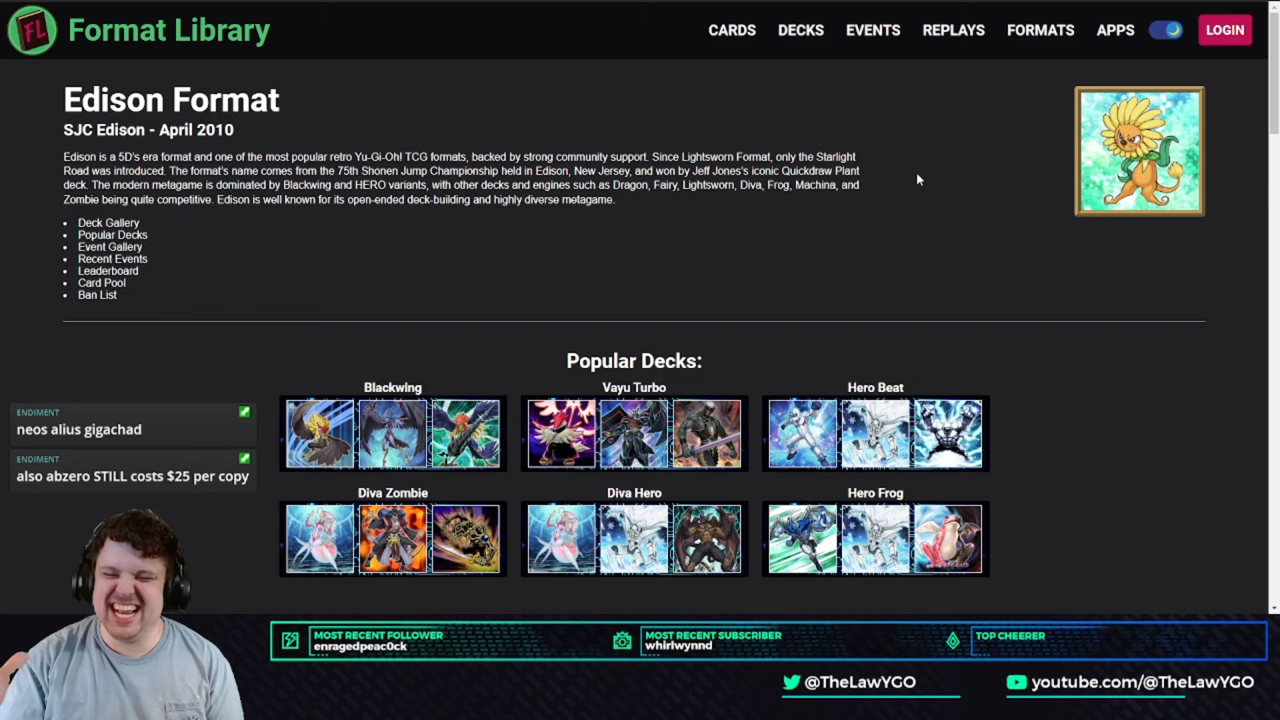 FL Format Library
CARDS DECKS EVENTS REPLAYS FORMATS APPS LOGIN
Edison Format
SJC Edison - April 2010
Edison is a 5D's era format and one of the most popular retro Yu-Gi-Oh! TCG formats, backed by strong community support. Since Lightsworn Format, only the Starlight
Road was introduced. The format's name comes from the 75th Shonen Jump Championship held in Edison, New Jersey, and won by Jeff Jones's iconic Quickdraw Plant
deck. The modern metagame is dominated by Blackwing and HERO variants, with other decks and engines such as Dragon, Fairy, Lightsworn, Diva, Frog, Machina, and
Zombie being quite competitive. Edison is well known for its open-ended deck-building and highly diverse metagame.
• Deck Gallery
• Popular Decks
• Event Gallery
• Recent Events
• Leaderboard
• Card Pool
• Ban List
Popular Decks:
Blackwing Vayu Turbo Hero Beat
Diva Zombie Diva Hero Hero Frog
ENDIMENT
neos alius gigachad
ENDIMENT
also abzero STILL costs $25 per copy
MOST RECENT FOLLOWER
enragedpeac0ck
MOST RECENT SUBSCRIBER
whirlwynnd
TOP CHEERER
@TheLawYGO
youtube.com/@TheLawYGO